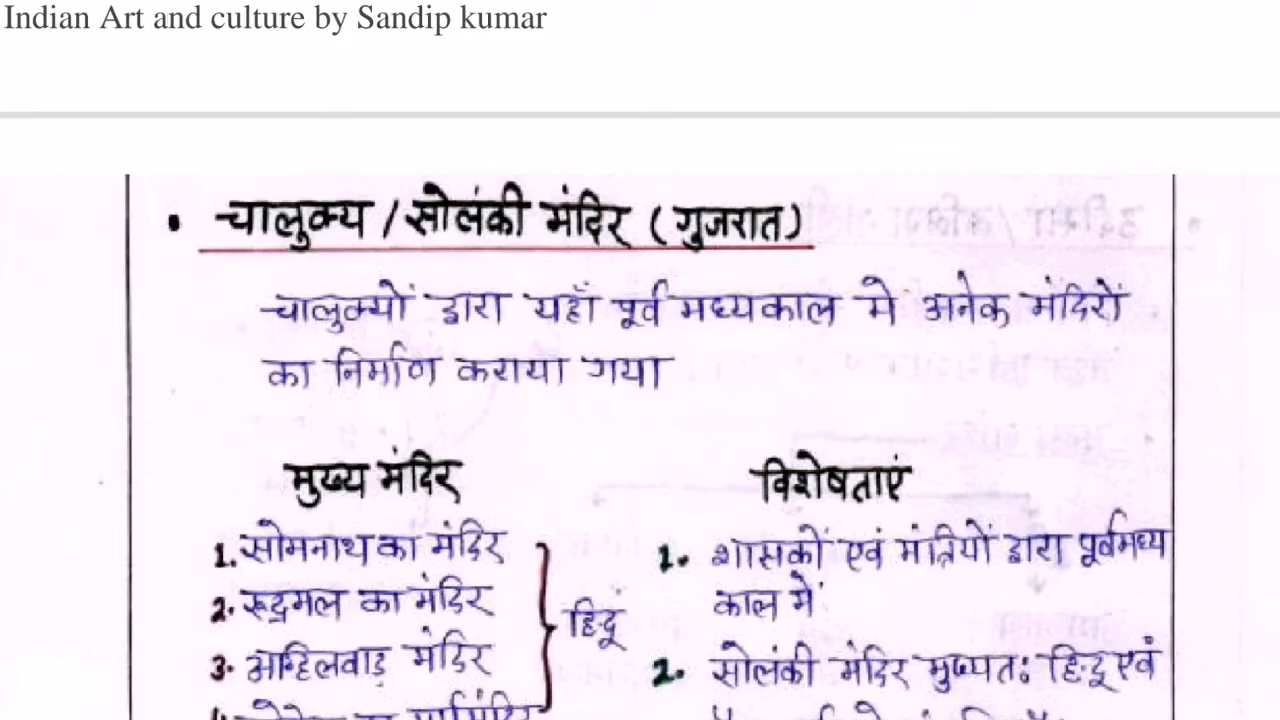 Indian Art and culture by Sandip kumar
• चालुक्य / सोलंकी मंदिर ( गुजरात )
चालुक्यों द्वारा यहाँ पूर्व मध्यकाल में अनेक मंदिरों
का निर्माण कराया गया
मुख्य मंदिर
1. सोमनाथ का मंदिर
2. रूद्रमल का मंदिर
3. अन्हिलवाड़ मंदिर
हिन्दू
विशेषताएं
1. शासकों एवं मंत्रियों द्वारा पूर्वमध्य
काल में
2. सोलंकी मंदिर मुख्यतः हिन्दू एवं